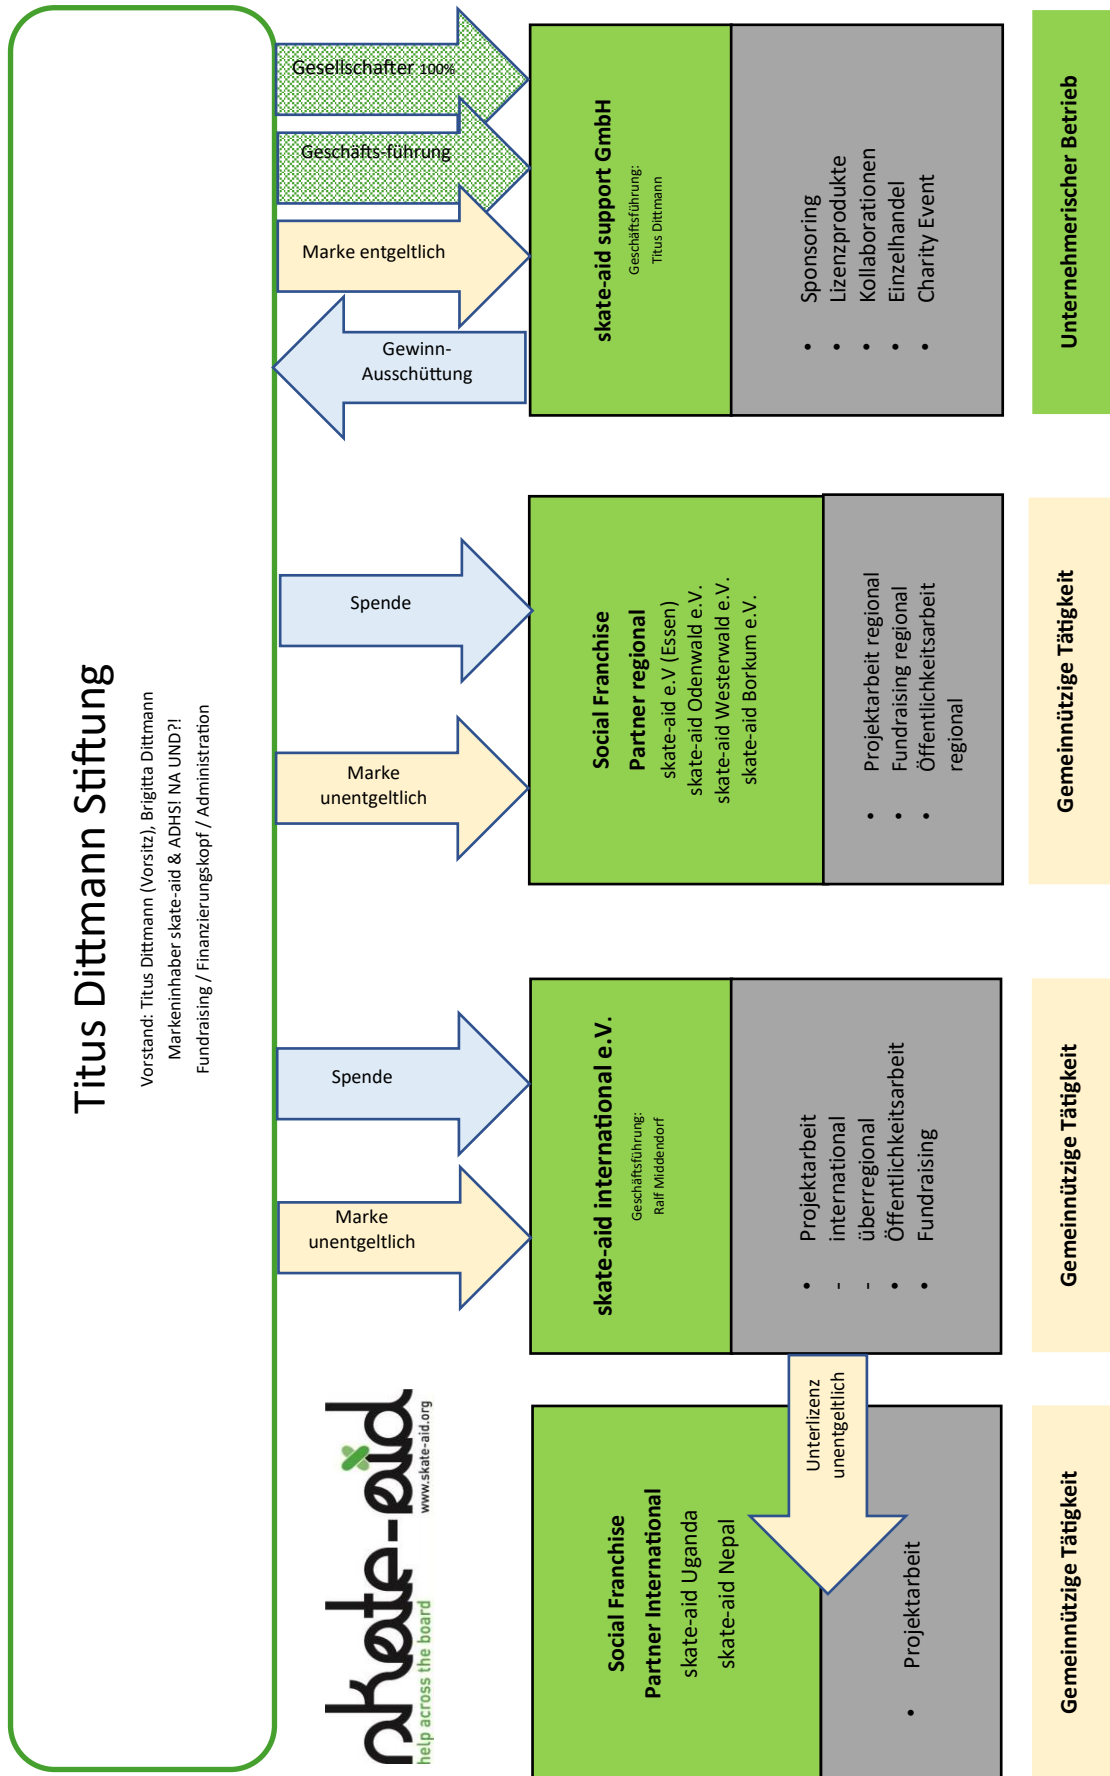 Titus Dittmann Stiftung
Vorstand: Titus Dittmann (Vorsitz), Brigitta Dittmann
Markeninhaber skate-aid & ADHS! NA UND?!
Fundraising / Finanzierungskopf / Administration
skate-aid
help across the board
www.skate-aid.org
Marke
unentgeltlich
Spende
Marke
unentgeltlich
Spende
Gewinn-
Ausschüttung
Marke entgeltlich
Geschäfts-führung
Gesellschafter 100%
Social Franchise
Partner International
skate-aid Uganda
skate-aid Nepal
• Projektarbeit
Unterlizenz
unentgeltlich
Gemeinnützige Tätigkeit
skate-aid international e.V.
Geschäftsführung:
Ralf Middendorf
• Projektarbeit
- international
- überregional
• Öffentlichkeitsarbeit
• Fundraising
Gemeinnützige Tätigkeit
Social Franchise
Partner regional
skate-aid e.V (Essen)
skate-aid Odenwald e.V.
skate-aid Westerwald e.V.
skate-aid Borkum e.V.
• Projektarbeit regional
• Fundraising regional
• Öffentlichkeitsarbeit
regional
Gemeinnützige Tätigkeit
skate-aid support GmbH
Geschäftsführung:
Titus Dittmann
• Sponsoring
• Lizenzprodukte
• Kollaborationen
• Einzelhandel
• Charity Event
Unternehmerischer Betrieb